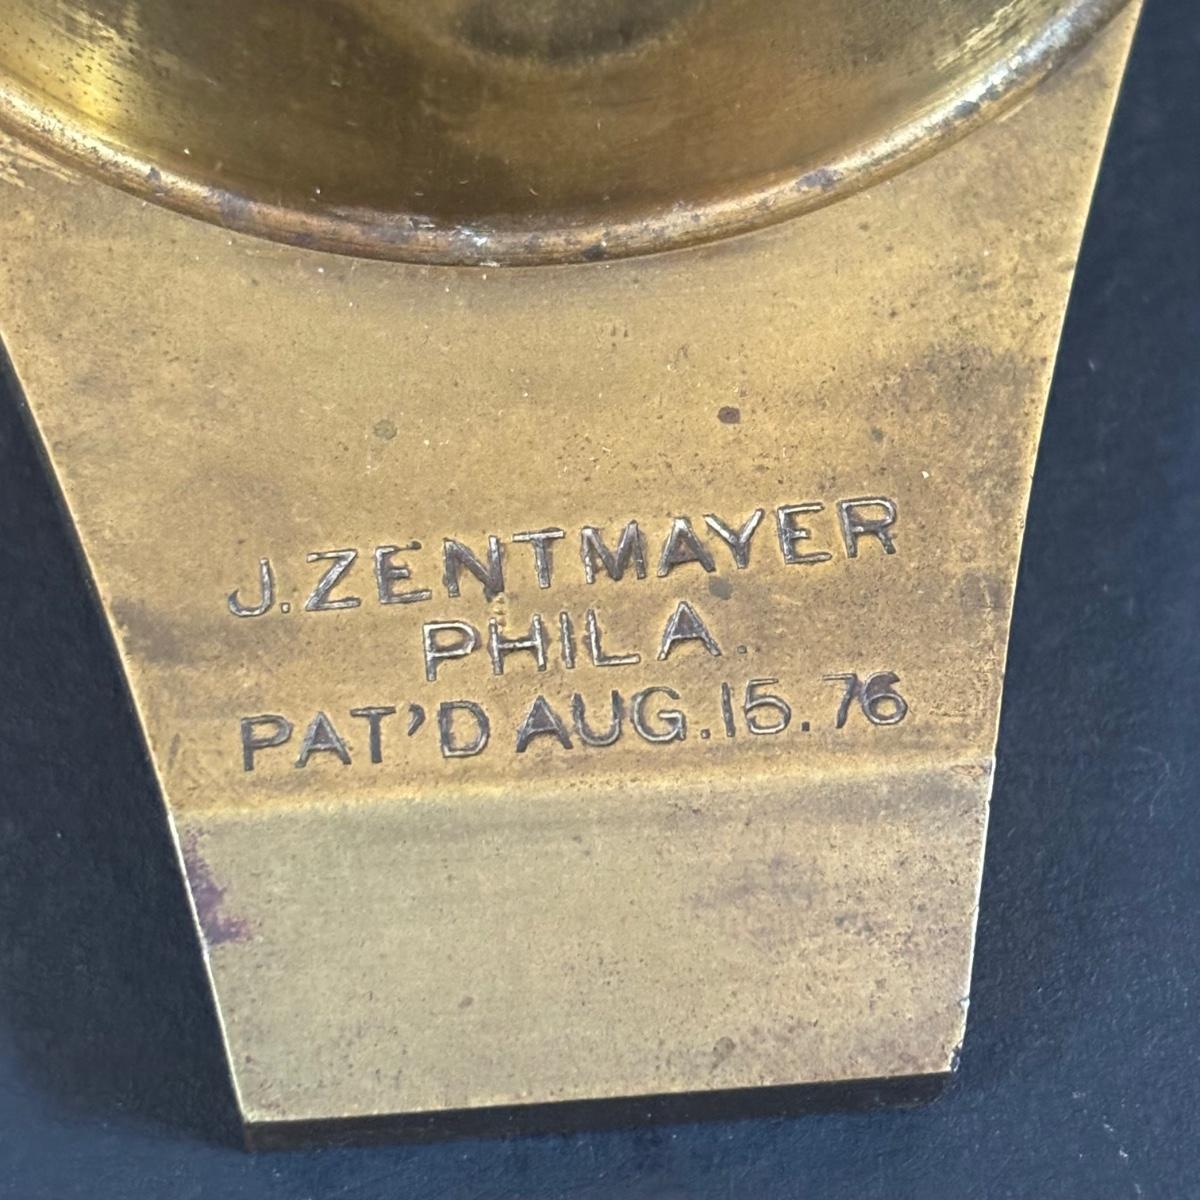 J. ZENTMAYER
PHILA.
PAT'D AUG. 15. 76